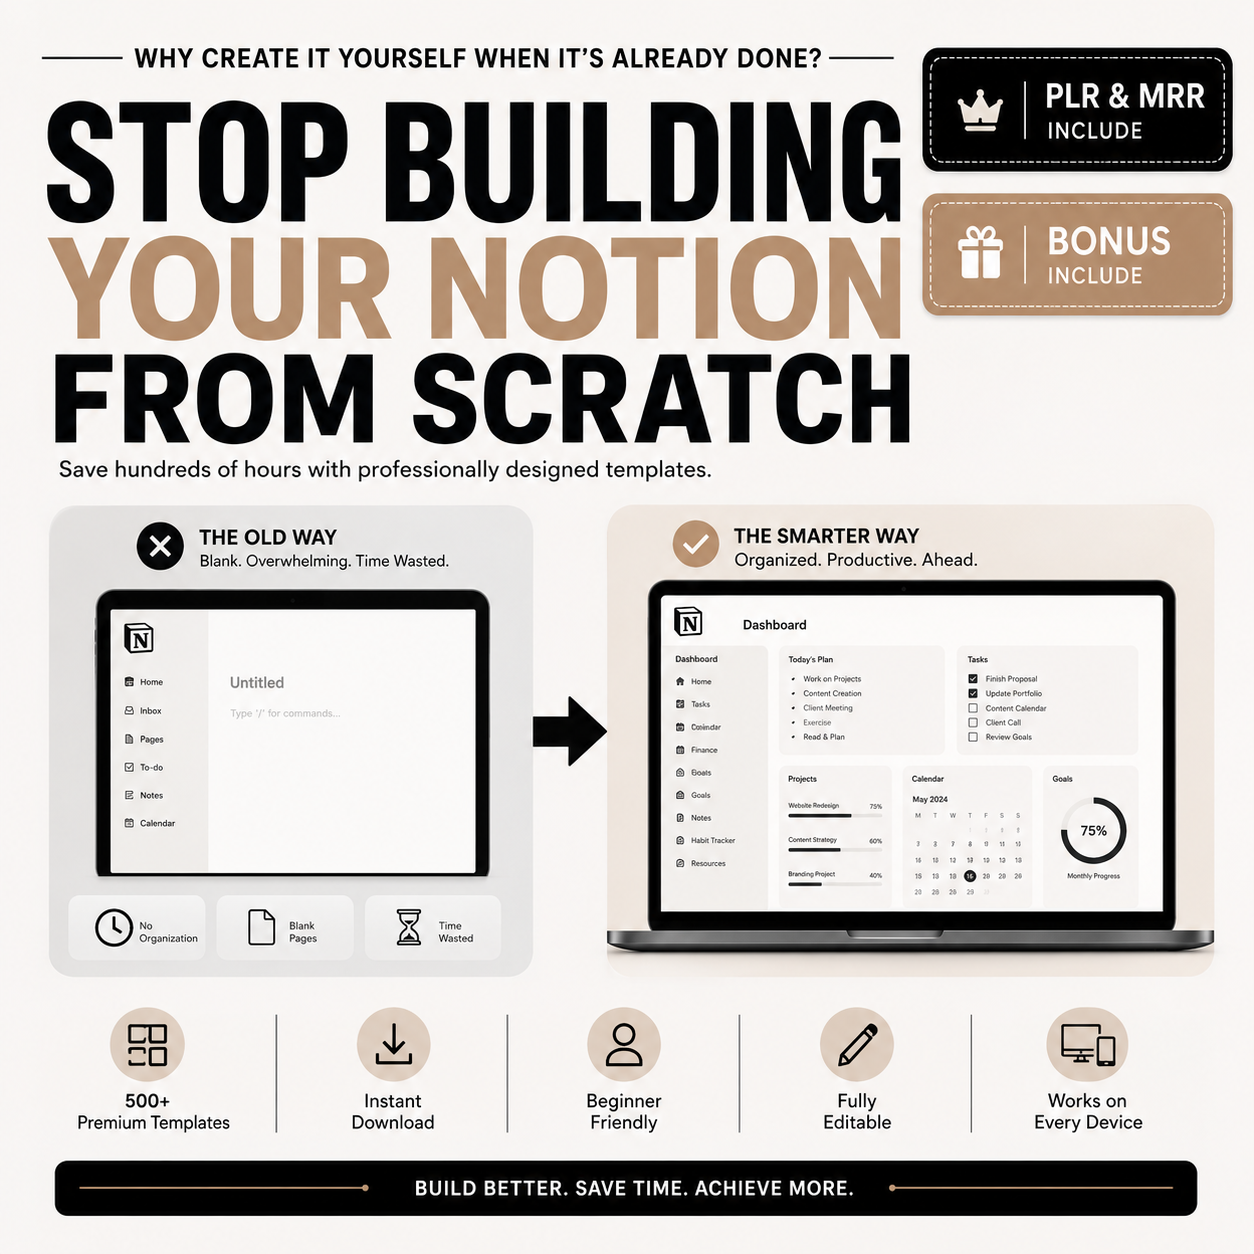 WHY CREATE IT YOURSELF WHEN IT'S ALREADY DONE?
STOP BUILDING
YOUR NOTION
FROM SCRATCH
Save hundreds of hours with professionally designed templates.
PLR & MRR
INCLUDE
BONUS
INCLUDE
THE OLD WAY
Blank. Overwhelming. Time Wasted.
N
Home
Inbox
Pages
To-do
Notes
Calendar
Untitled
Type '/' for commands...
No
Organization
Blank
Pages
Time
Wasted
THE SMARTER WAY
Organized. Productive. Ahead.
N
Dashboard
Dashboard
Home
Tasks
Finance
Goals
Notes
Habit Tracker
Resources
Today's Plan
Work on Projects
Content Creation
Client Meeting
Exercise
Read & Plan
Tasks
Finish Proposal
Update Portfolio
Content Calendar
Client Call
Review Goals
Projects
Website Redesign 75%
Content Strategy 60%
Branding Project 40%
Calendar
May 2024
M T W T F S S
Goals
75%
Monthly Progress
500+
Premium Templates
Instant
Download
Beginner
Friendly
Fully
Editable
Works on
Every Device
BUILD BETTER. SAVE TIME. ACHIEVE MORE.